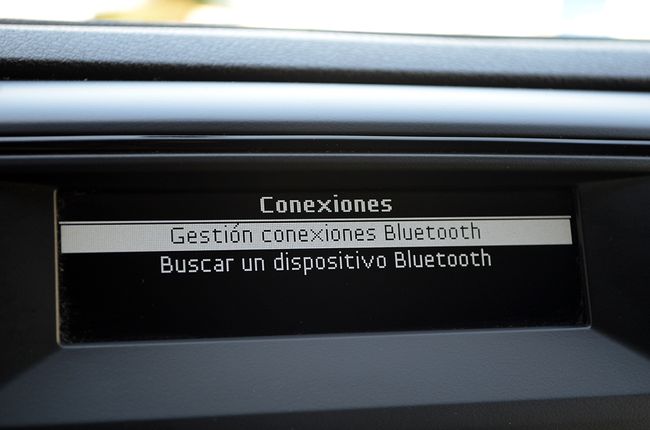 Conexiones
Gestión conexiones Bluetooth
Buscar un dispositivo Bluetooth